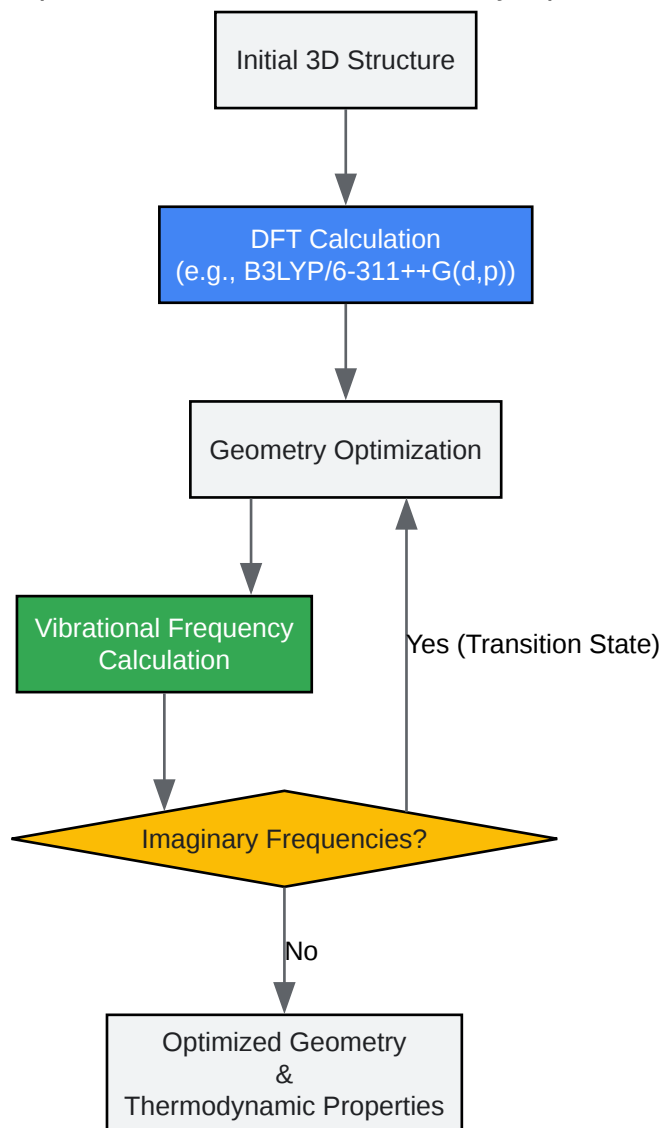 Initial 3D Structure
DFT Calculation
(e.g., B3LYP/6-311++G(d,p))
Geometry Optimization
Vibrational Frequency
Calculation
Yes (Transition State)
Imaginary Frequencies?
No
Optimized Geometry
&
Thermodynamic Properties